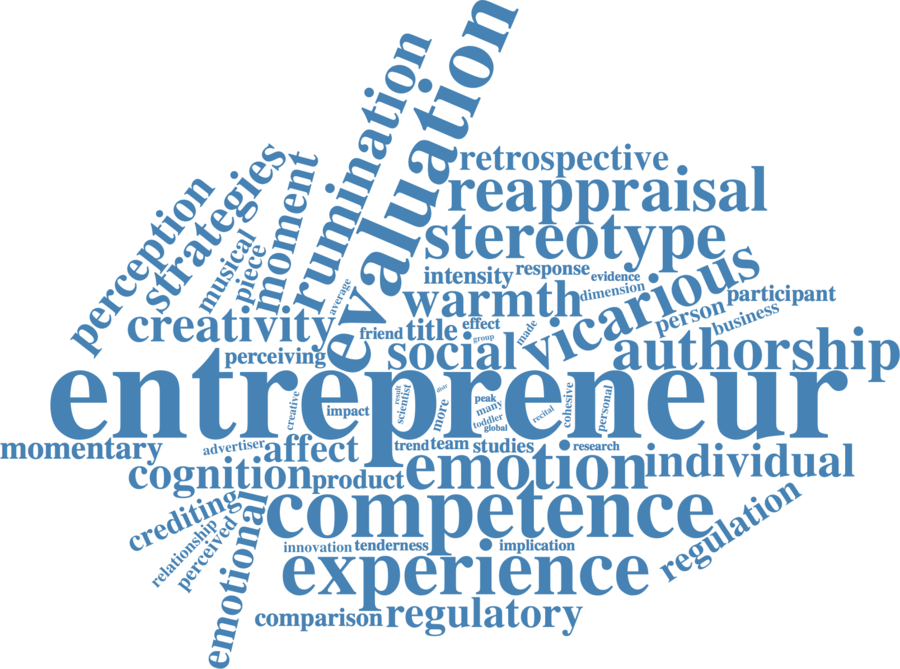 evaluation
rumination
retrospective
reappraisal
strategies
moment
perception
stereotype
musical
piece
intensity
response
evidence
dimension
vicarious
warmth
average
participant
person
business
creativity
friend
title
effect
group
made
social
authorship
perceiving
entrepreneur
creative
impact
result
scientist
more
peak
many
toddler
global
recital
cohesive
personal
momentary
advertiser
affect
trend
team
studies
research
cognition
product
emotion
individual
crediting
emotional
competence
regulation
relationship
perceived
innovation
tenderness
implication
experience
comparison
regulatory